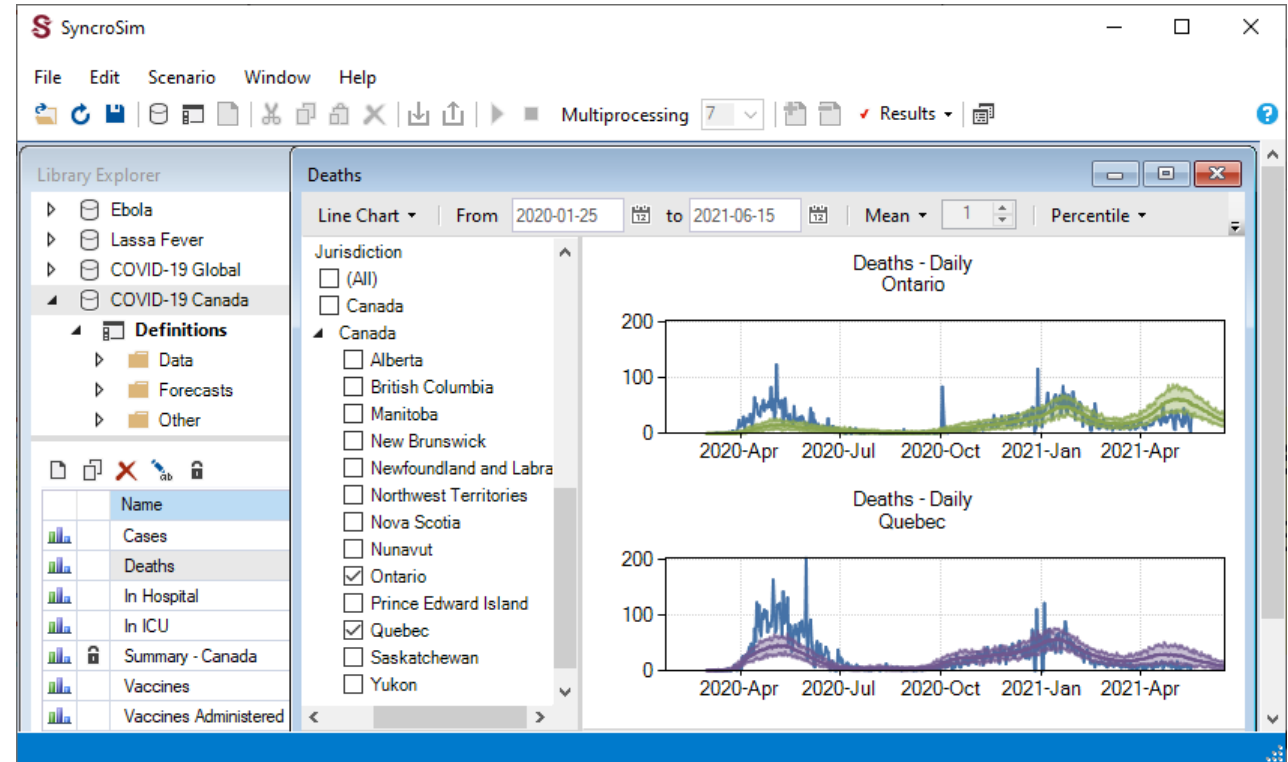 SyncroSim
File Edit Scenario Window Help
Multiprocessing 7 Results
Library Explorer
Ebola
Lassa Fever
COVID-19 Global
COVID-19 Canada
Definitions
Data
Forecasts
Other
Name
Cases
Deaths
In Hospital
In ICU
Summary - Canada
Vaccines
Vaccines Administered
Deaths
Line Chart From 2020-01-25 to 2021-06-15 Mean 1 Percentile
Jurisdiction
(All)
Canada
Canada
Alberta
British Columbia
Manitoba
New Brunswick
Newfoundland and Labra
Northwest Territories
Nova Scotia
Nunavut
Ontario
Prince Edward Island
Quebec
Saskatchewan
Yukon
Deaths - Daily
Ontario
200
100
0
2020-Apr 2020-Jul 2020-Oct 2021-Jan 2021-Apr
Deaths - Daily
Quebec
200
100
0
2020-Apr 2020-Jul 2020-Oct 2021-Jan 2021-Apr